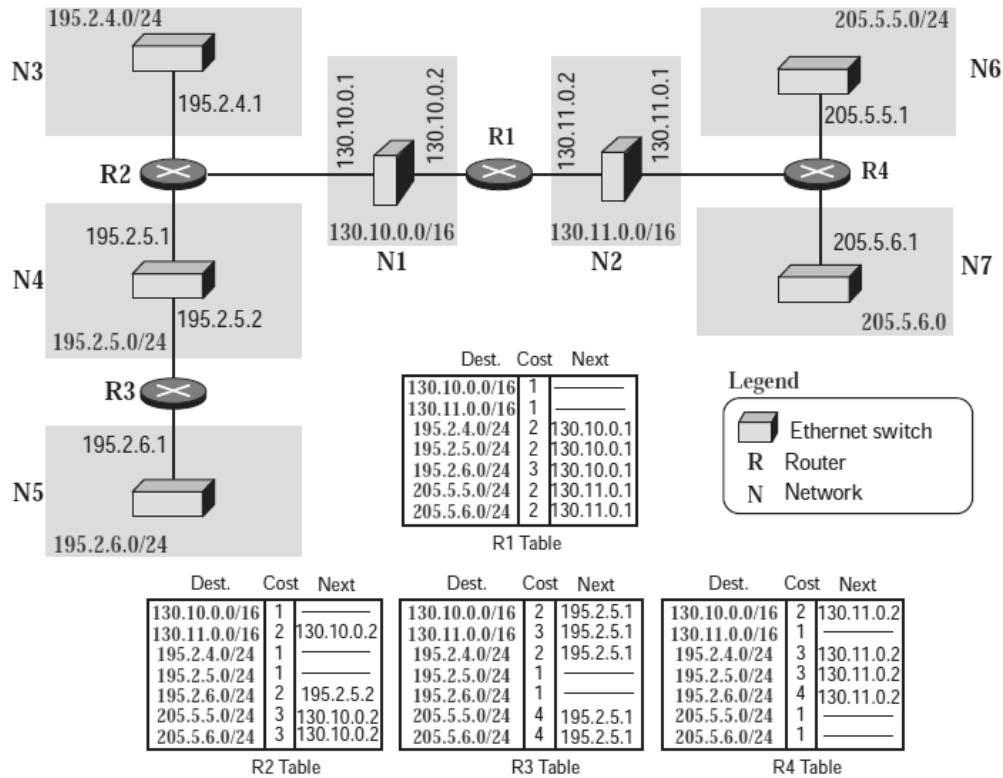 195.2.4.0/24
N3
195.2.4.1
R2
130.10.0.1
130.10.0.2
130.10.0.0/16
N1
R1
130.11.0.2
130.11.0.1
130.11.0.0/16
N2
205.5.5.0/24
N6
205.5.5.1
R4
205.5.6.1
N7
205.5.6.0
195.2.5.1
N4
195.2.5.2
195.2.5.0/24
R3
195.2.6.1
N5
195.2.6.0/24
Dest. Cost Next
130.10.0.0/16 1
130.11.0.0/16 1
195.2.4.0/24 2 130.10.0.1
195.2.5.0/24 2 130.10.0.1
195.2.6.0/24 3 130.10.0.1
205.5.5.0/24 2 130.11.0.1
205.5.6.0/24 2 130.11.0.1
R1 Table
Legend
Ethernet switch
R Router
N Network
Dest. Cost Next
130.10.0.0/16 1
130.11.0.0/16 2 130.10.0.2
195.2.4.0/24 1
195.2.5.0/24 1
195.2.6.0/24 2 195.2.5.2
205.5.5.0/24 3 130.10.0.2
205.5.6.0/24 3 130.10.0.2
R2 Table
Dest. Cost Next
130.10.0.0/16 2 195.2.5.1
130.11.0.0/16 3 195.2.5.1
195.2.4.0/24 2 195.2.5.1
195.2.5.0/24 1
195.2.6.0/24 1
205.5.5.0/24 4 195.2.5.1
205.5.6.0/24 4 195.2.5.1
R3 Table
Dest. Cost Next
130.10.0.0/16 2 130.11.0.2
130.11.0.0/16 1
195.2.4.0/24 3 130.11.0.2
195.2.5.0/24 3 130.11.0.2
195.2.6.0/24 4 130.11.0.2
205.5.5.0/24 1
205.5.6.0/24 1
R4 Table